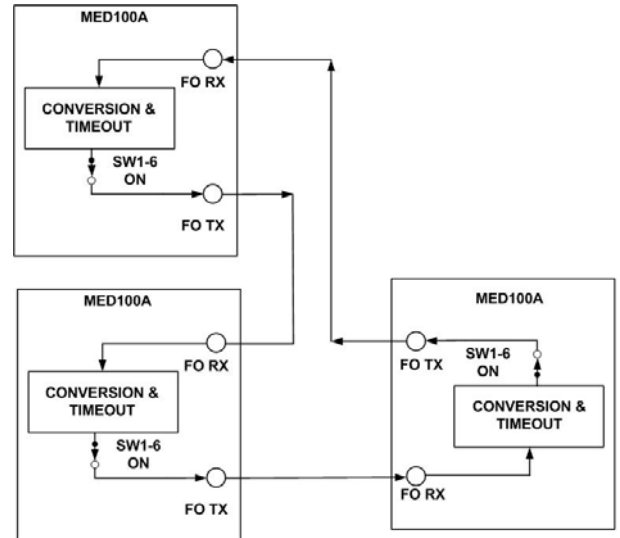 MED100A
FO RX
CONVERSION &
TIMEOUT
SW1-6
ON
FO TX
MED100A
FO RX
CONVERSION &
TIMEOUT
SW1-6
ON
FO TX
MED100A
FO TX
SW1-6
ON
CONVERSION &
TIMEOUT
FO RX